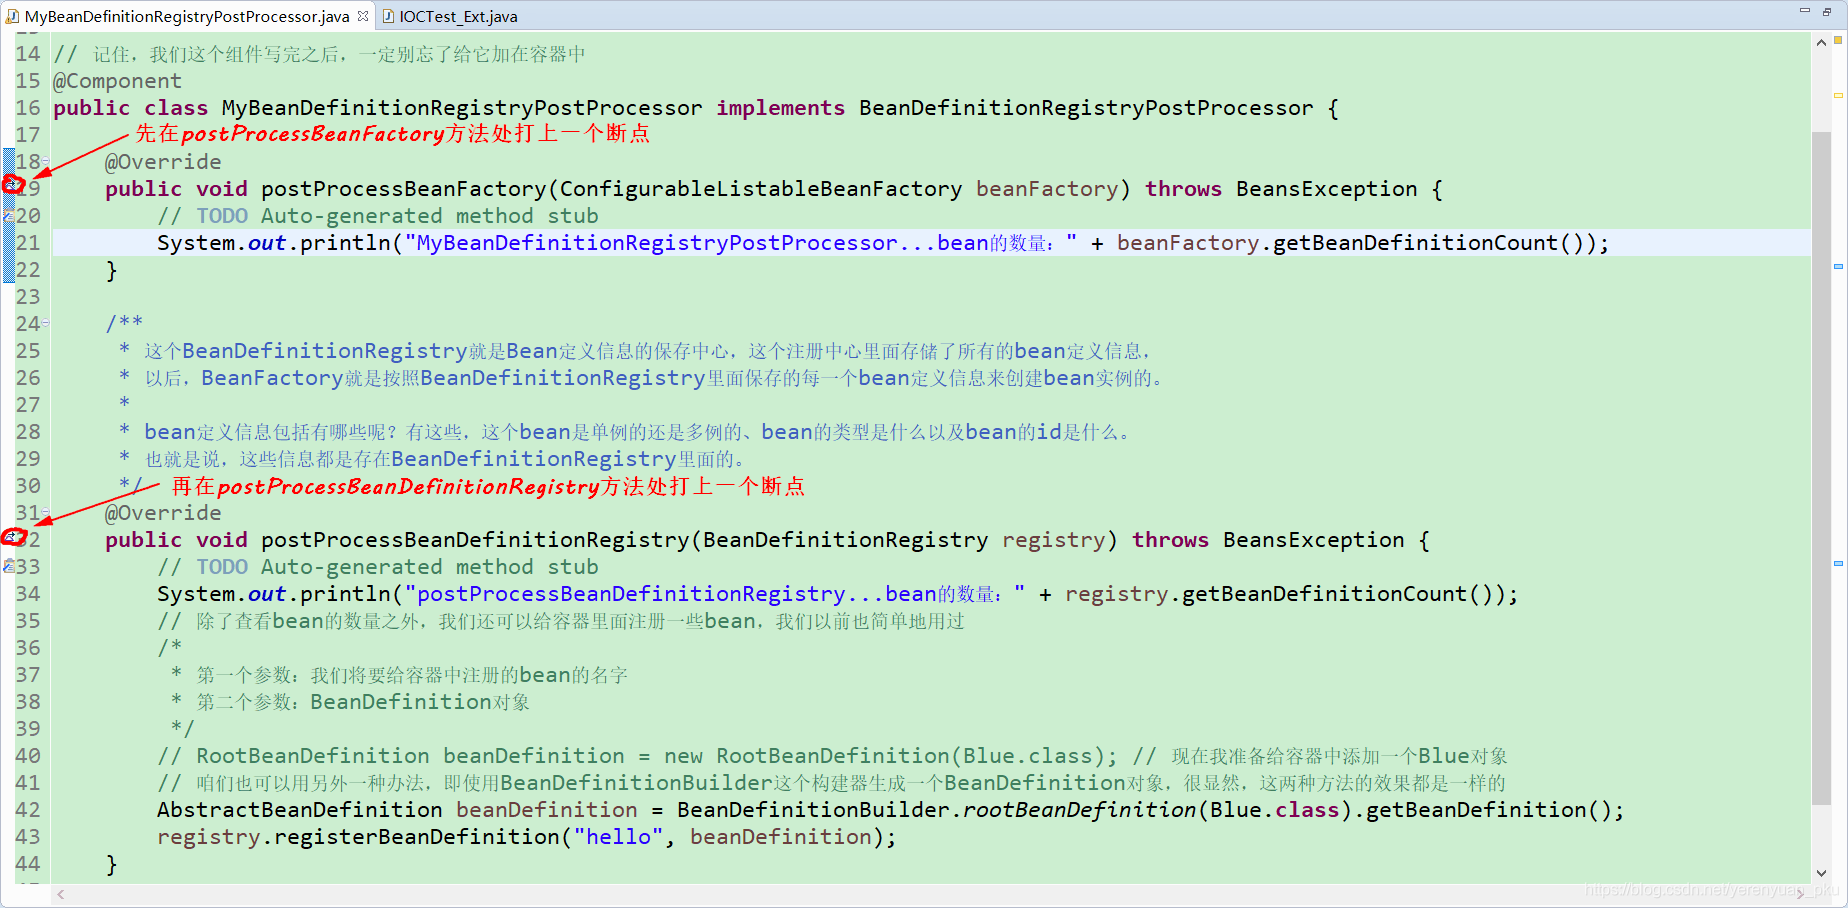 MyBeanDefinitionRegistryPostProcessor.java IOCTest_Ext.java
14 // 记住，我们这个组件写完之后，一定别忘了给它加在容器中
15 @Component
16 public class MyBeanDefinitionRegistryPostProcessor implements BeanDefinitionRegistryPostProcessor {
17 先在postProcessBeanFactory方法处打上一个断点
18 @Override
19 public void postProcessBeanFactory(ConfigurableListableBeanFactory beanFactory) throws BeansException {
20 // TODO Auto-generated method stub
21 System.out.println("MyBeanDefinitionRegistryPostProcessor...bean的数量：" + beanFactory.getBeanDefinitionCount());
22 }
23
24 /**
25 * 这个BeanDefinitionRegistry就是Bean定义信息的保存中心，这个注册中心里面存储了所有的bean定义信息，
26 * 以后，BeanFactory就是按照BeanDefinitionRegistry里面保存的每一个bean定义信息来创建bean实例的。
27 *
28 * bean定义信息包括有哪些呢？有这些，这个bean是单例的还是多例的、bean的类型是什么以及bean的id是什么。
29 * 也就是说，这些信息都是存在BeanDefinitionRegistry里面的。
30 */ 再在postProcessBeanDefinitionRegistry方法处打上一个断点
31 @Override
32 public void postProcessBeanDefinitionRegistry(BeanDefinitionRegistry registry) throws BeansException {
33 // TODO Auto-generated method stub
34 System.out.println("postProcessBeanDefinitionRegistry...bean的数量：" + registry.getBeanDefinitionCount());
35 // 除了查看bean的数量之外，我们还可以给容器里面注册一些bean，我们以前也简单地用过
36 /*
37 * 第一个参数：我们将要给容器中注册的bean的名字
38 * 第二个参数：BeanDefinition对象
39 */
40 // RootBeanDefinition beanDefinition = new RootBeanDefinition(Blue.class); // 现在我准备给容器中添加一个Blue对象
41 // 咱们也可以用另外一种办法，即使用BeanDefinitionBuilder这个构建器生成一个BeanDefinition对象，很显然，这两种方法的效果都是一样的
42 AbstractBeanDefinition beanDefinition = BeanDefinitionBuilder.rootBeanDefinition(Blue.class).getBeanDefinition();
43 registry.registerBeanDefinition("hello", beanDefinition);
44 }
https://blog.csdn.net/yerenyuan_pku